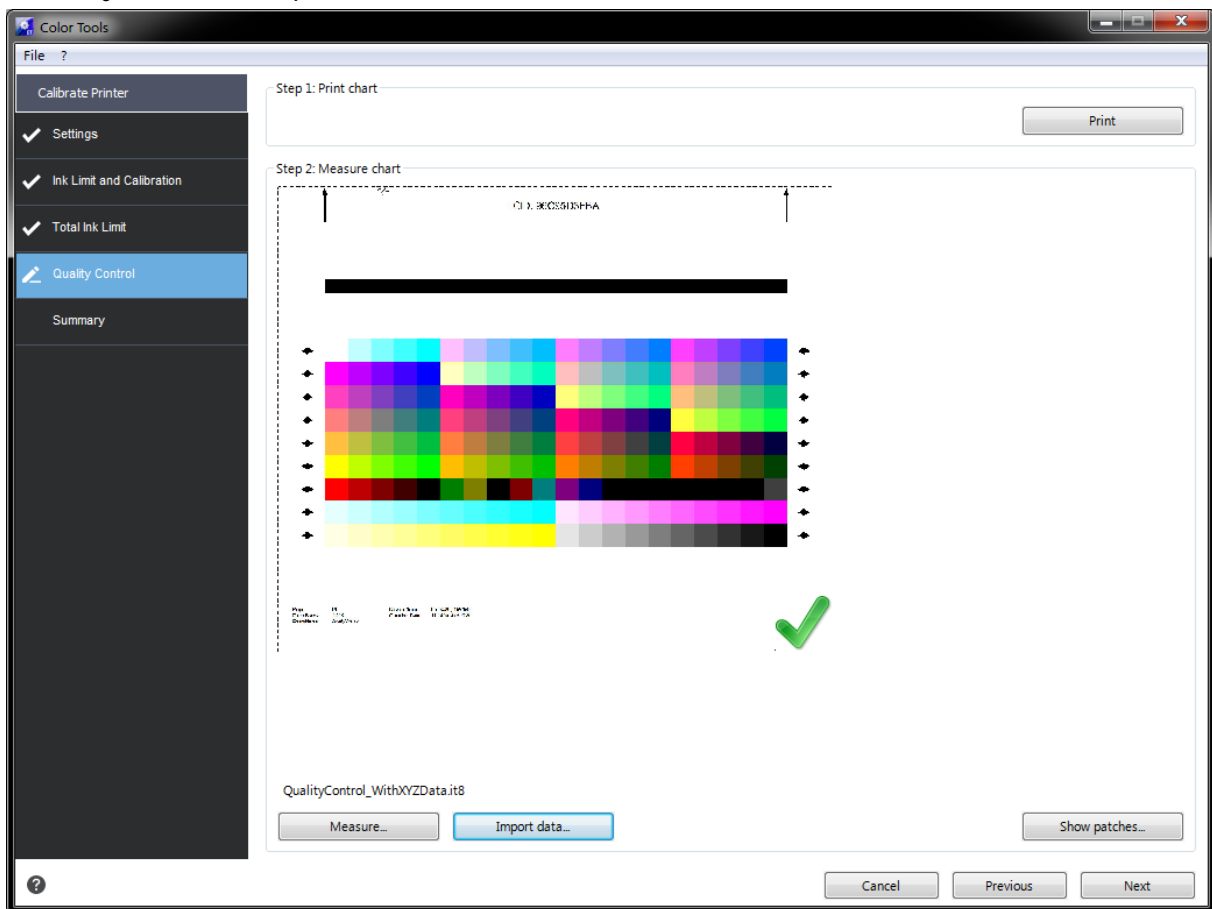 Color Tools
File ?
Calibrate Printer
Settings
Ink Limit and Calibration
Total Ink Limit
Quality Control
Summary
Step 1: Print chart
Print
Step 2: Measure chart
QualityControl_WithXYZData.it8
Measure...
Import data...
Show patches...
Cancel
Previous
Next